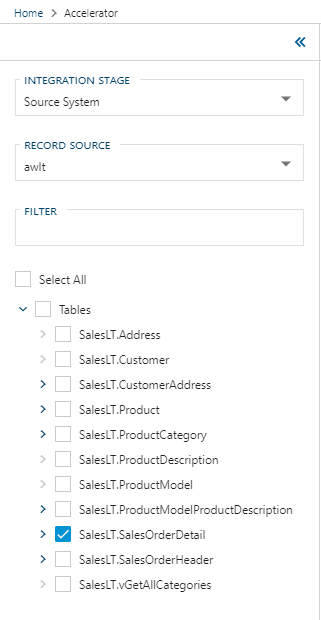 Home > Accelerator
INTEGRATION STAGE
Source System
RECORD SOURCE
awlt
FILTER
Select All
Tables
SalesLT.Address
SalesLT.Customer
SalesLT.CustomerAddress
SalesLT.Product
SalesLT.ProductCategory
SalesLT.ProductDescription
SalesLT.ProductModel
SalesLT.ProductModelProductDescription
SalesLT.SalesOrderDetail
SalesLT.SalesOrderHeader
SalesLT.vGetAllCategories